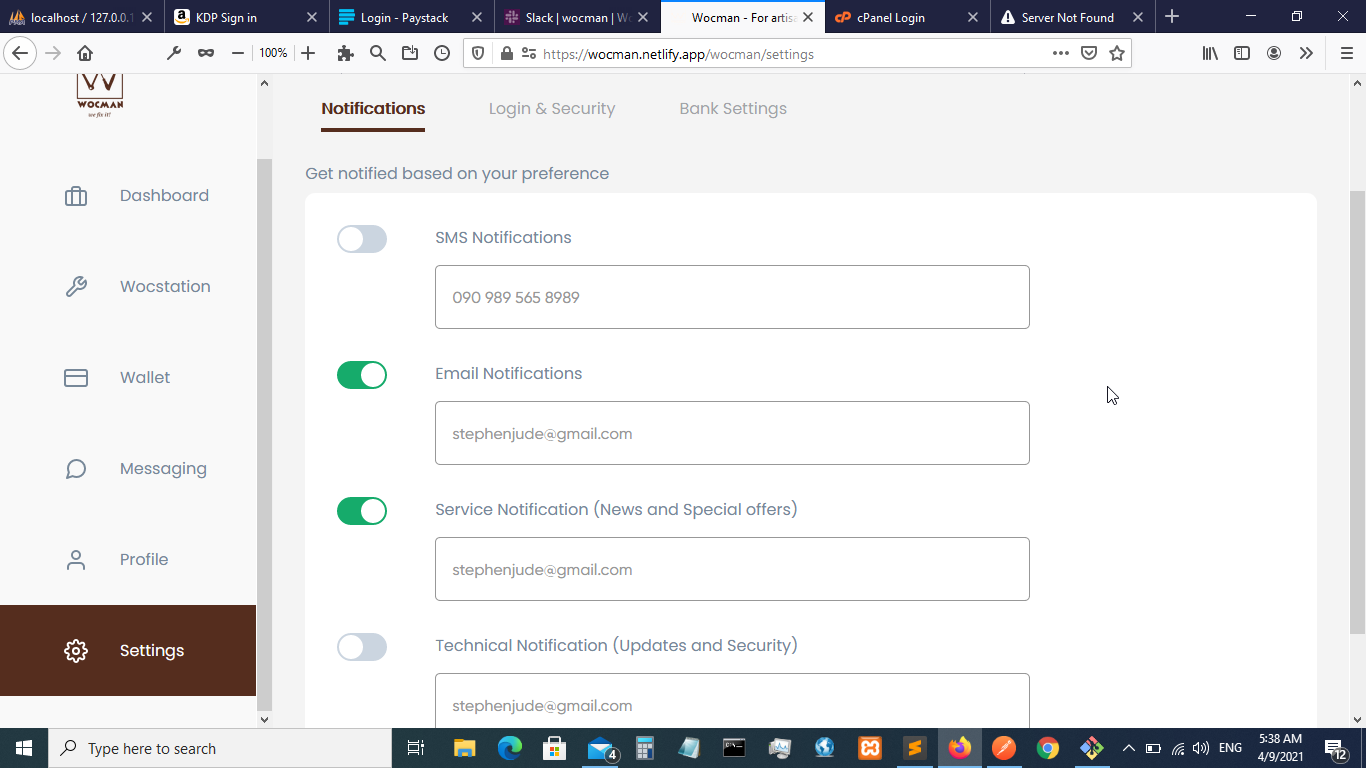 localhost / 127.0.0.1
KDP Sign in
Login - Paystack
Slack | wocman |
Wocman - For artisa
cPanel Login
Server Not Found
100%
https://wocman.netlify.app/wocman/settings
WOCMAN
we fix it!
Notifications
Login & Security
Bank Settings
Get notified based on your preference
Dashboard
Wocstation
Wallet
Messaging
Profile
Settings
SMS Notifications
090 989 565 8989
Email Notifications
stephenjude@gmail.com
Service Notification (News and Special offers)
stephenjude@gmail.com
Technical Notification (Updates and Security)
stephenjude@gmail.com
Type here to search
4
ENG
5:38 AM
4/9/2021
12